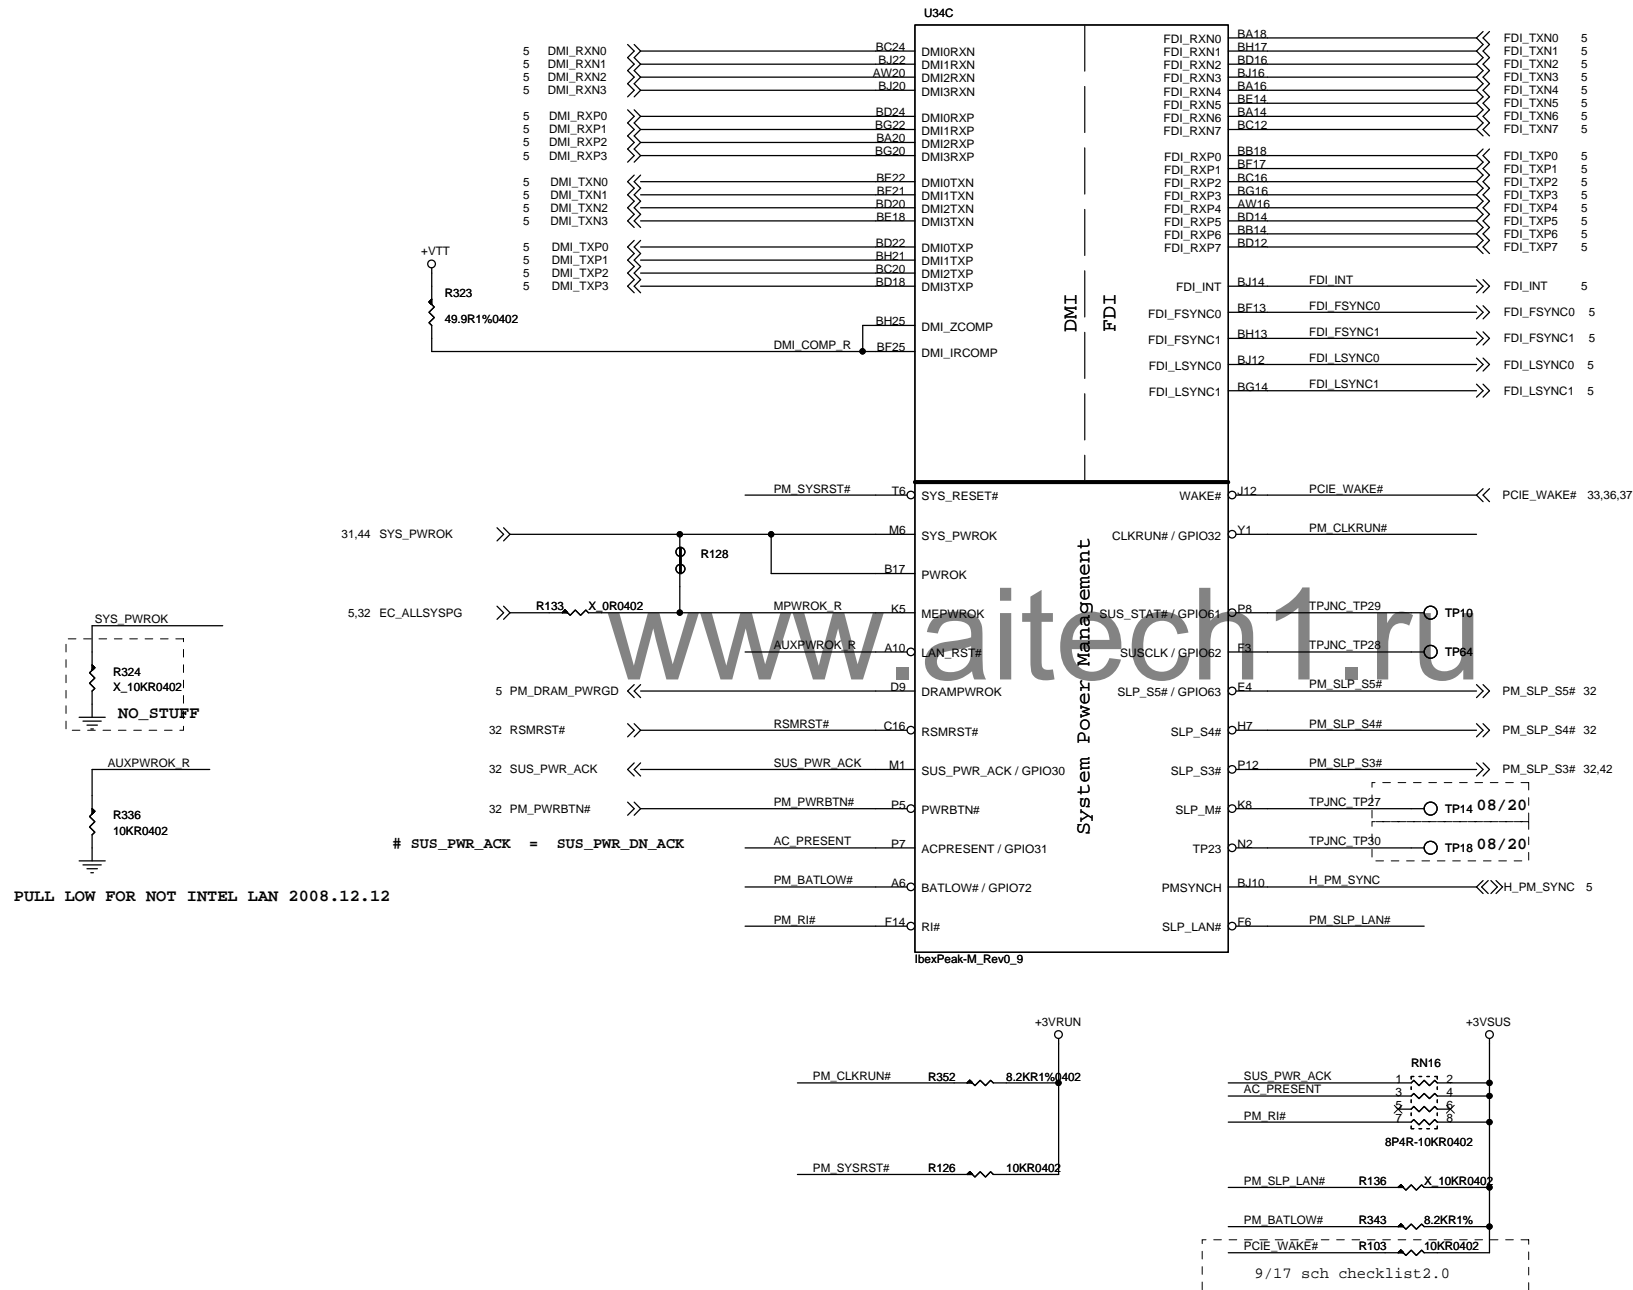 U34C
5 DMI_RXN0 BC24 DMI0RXN
5 DMI_RXN1 BJ22 DMI1RXN
5 DMI_RXN2 AW20 DMI2RXN
5 DMI_RXN3 BJ20 DMI3RXN
5 DMI_RXP0 BD24 DMI0RXP
5 DMI_RXP1 BG22 DMI1RXP
5 DMI_RXP2 BA20 DMI2RXP
5 DMI_RXP3 BG20 DMI3RXP
5 DMI_TXN0 BE22 DMI0TXN
5 DMI_TXN1 BF21 DMI1TXN
5 DMI_TXN2 BD20 DMI2TXN
5 DMI_TXN3 BE18 DMI3TXN
5 DMI_TXP0 BD22 DMI0TXP
5 DMI_TXP1 BH21 DMI1TXP
5 DMI_TXP2 BC20 DMI2TXP
5 DMI_TXP3 BD18 DMI3TXP
+VTT
R323
49.9R1%0402
BH25 DMI_ZCOMP
DMI_COMP_R BF25 DMI_IRCOMP
DMI
FDI
FDI_RXN0 BA18 FDI_TXN0 5
FDI_RXN1 BH17 FDI_TXN1 5
FDI_RXN2 BD16 FDI_TXN2 5
FDI_RXN3 BJ16 FDI_TXN3 5
FDI_RXN4 BA16 FDI_TXN4 5
FDI_RXN5 BE14 FDI_TXN5 5
FDI_RXN6 BA14 FDI_TXN6 5
FDI_RXN7 BC12 FDI_TXN7 5
FDI_RXP0 BB18 FDI_TXP0 5
FDI_RXP1 BF17 FDI_TXP1 5
FDI_RXP2 BC16 FDI_TXP2 5
FDI_RXP3 BG16 FDI_TXP3 5
FDI_RXP4 AW16 FDI_TXP4 5
FDI_RXP5 BD14 FDI_TXP5 5
FDI_RXP6 BB14 FDI_TXP6 5
FDI_RXP7 BD12 FDI_TXP7 5
FDI_INT BJ14 FDI_INT FDI_INT 5
FDI_FSYNC0 BF13 FDI_FSYNC0 FDI_FSYNC0 5
FDI_FSYNC1 BH13 FDI_FSYNC1 FDI_FSYNC1 5
FDI_LSYNC0 BJ12 FDI_LSYNC0 FDI_LSYNC0 5
FDI_LSYNC1 BG14 FDI_LSYNC1 FDI_LSYNC1 5
PM_SYSRST# T6 SYS_RESET#
31,44 SYS_PWROK M6 SYS_PWROK
R128
B17 PWROK
5,32 EC_ALLSYSPG R133 X_0R0402 MPWROK_R K5 MEPWROK
AUXPWROK_R A10 LAN_RST#
5 PM_DRAM_PWRGD D9 DRAMPWROK
32 RSMRST# RSMRST# C16 RSMRST#
32 SUS_PWR_ACK SUS_PWR_ACK M1 SUS_PWR_ACK / GPIO30
32 PM_PWRBTN# PM_PWRBTN# P5 PWRBTN#
# SUS_PWR_ACK = SUS_PWR_DN_ACK
AC_PRESENT P7 ACPRESENT / GPIO31
PM_BATLOW# A6 BATLOW# / GPIO72
PM_RI# F14 RI#
System Power Management
WAKE# J12 PCIE_WAKE# PCIE_WAKE# 33,36,37
CLKRUN# / GPIO32 Y1 PM_CLKRUN#
SUS_STAT# / GPIO61 P8 TPJNC_TP29 TP10
SUSCLK / GPIO62 F3 TPJNC_TP28 TP64
SLP_S5# / GPIO63 E4 PM_SLP_S5# PM_SLP_S5# 32
SLP_S4# H7 PM_SLP_S4# PM_SLP_S4# 32
SLP_S3# P12 PM_SLP_S3# PM_SLP_S3# 32,42
SLP_M# K8 TPJNC_TP27 TP14 08/20
TP23 N2 TPJNC_TP30 TP18 08/20
PMSYNCH BJ10 H_PM_SYNC H_PM_SYNC 5
SLP_LAN# F6 PM_SLP_LAN#
IbexPeak-M_Rev0_9
www.aitech1.ru
SYS_PWROK
R324
X_10KR0402
NO_STUFF
AUXPWROK_R
R336
10KR0402
PULL LOW FOR NOT INTEL LAN 2008.12.12
+3VRUN
PM_CLKRUN# R352 8.2KR1%0402
PM_SYSRST# R126 10KR0402
+3VSUS
RN16
SUS_PWR_ACK 1 2
AC_PRESENT 3 4
5 6
PM_RI# 7 8
8P4R-10KR0402
PM_SLP_LAN# R136 X_10KR0402
PM_BATLOW# R343 8.2KR1%
PCIE_WAKE# R103 10KR0402
9/17 sch checklist2.0